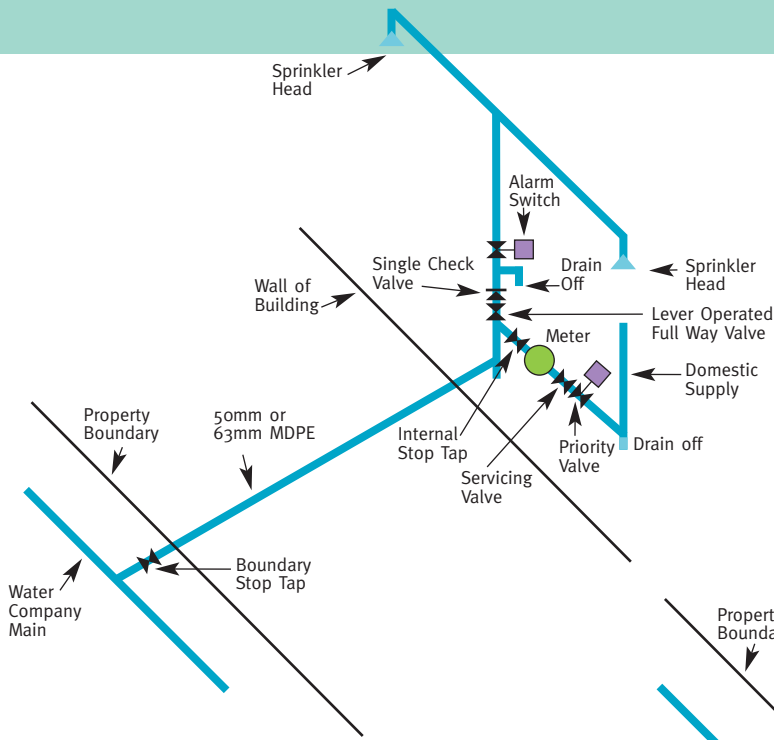 Sprinkler
Head
Alarm
Switch
Single Check
Valve
Drain
Off
Sprinkler
Head
Wall of
Building
Lever Operated
Full Way Valve
Meter
Domestic
Supply
Property
Boundary
50mm or
63mm MDPE
Internal
Stop Tap
Priority
Valve
Drain off
Servicing
Valve
Boundary
Stop Tap
Water
Company
Main
Propert
Bounda